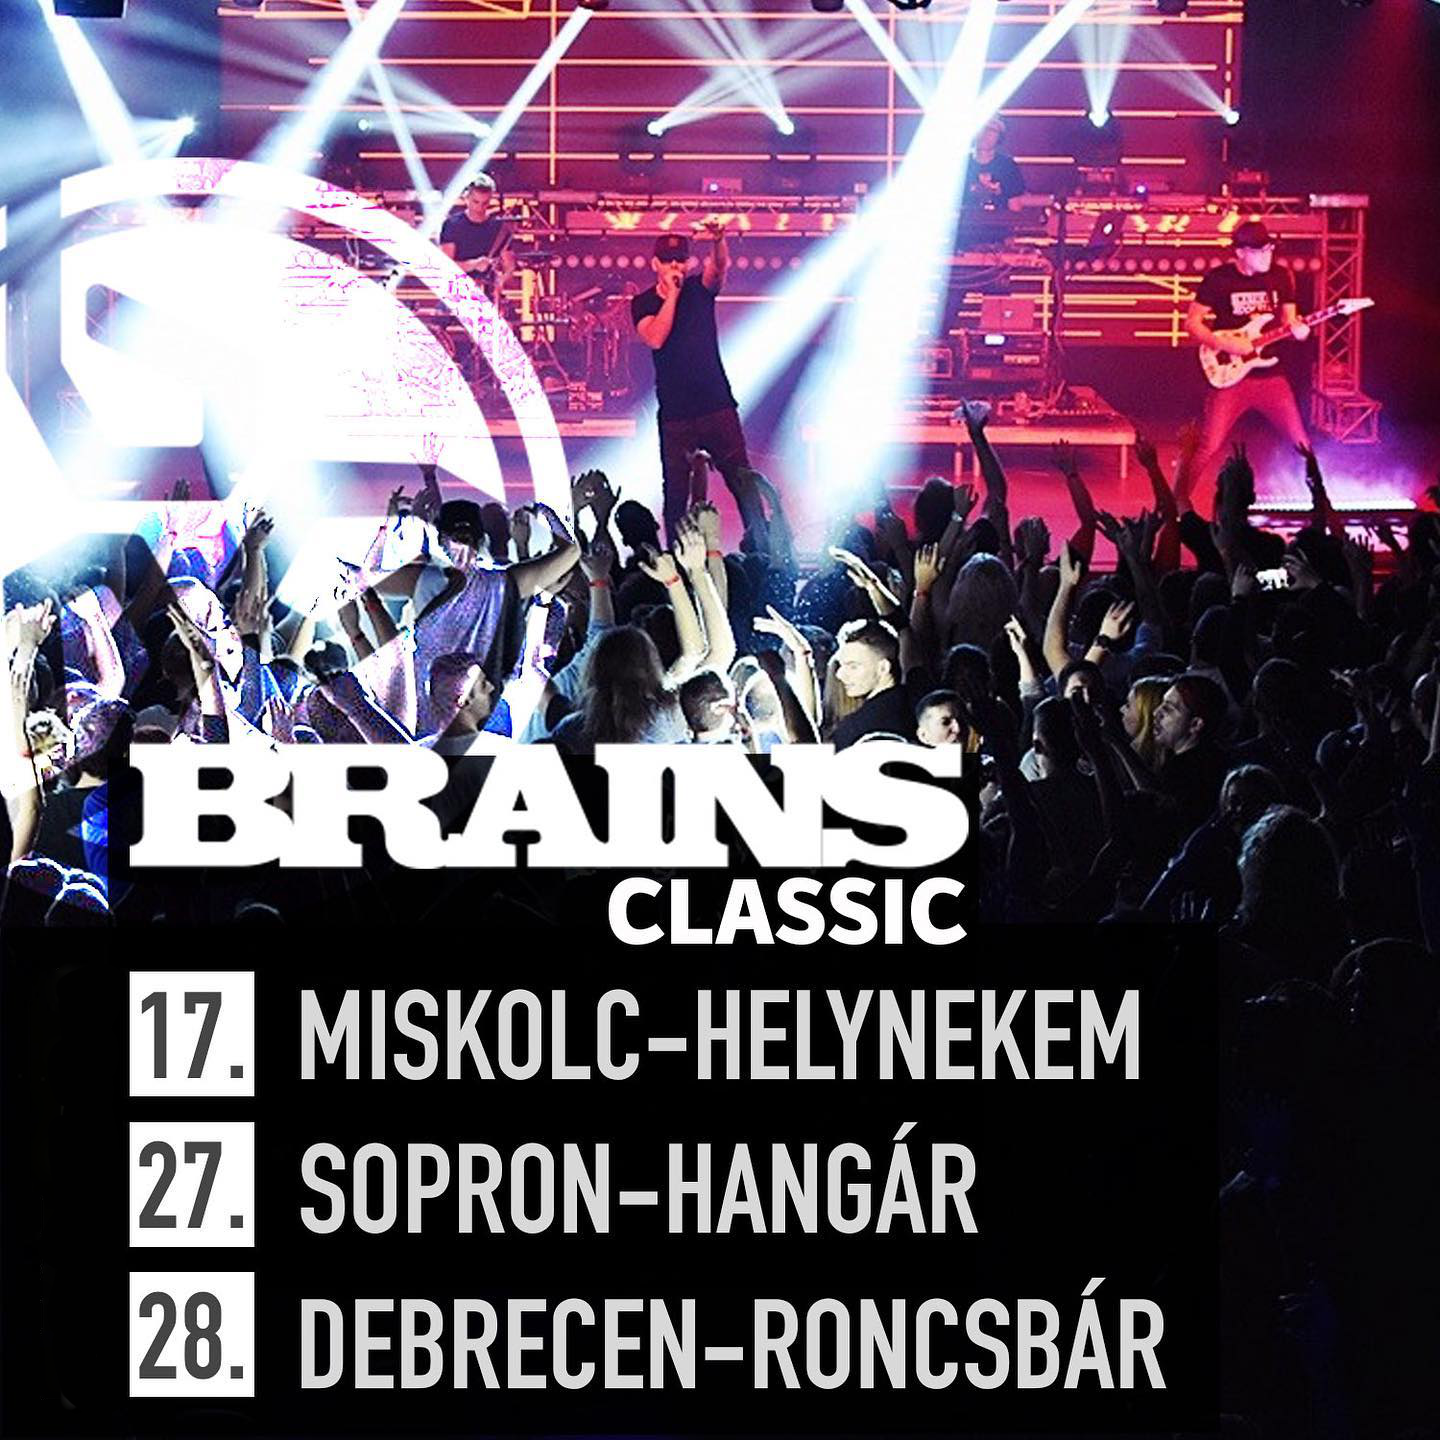 BRAINS
CLASSIC
17. MISKOLC-HELYNEKEM
27. SOPRON-HANGÁR
28. DEBRECEN-RONCSBÁR